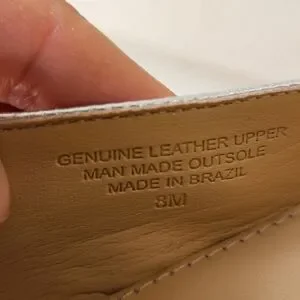 GENUINE LEATHER UPPER
MAN MADE OUTSOLE
MADE IN BRAZIL
8M